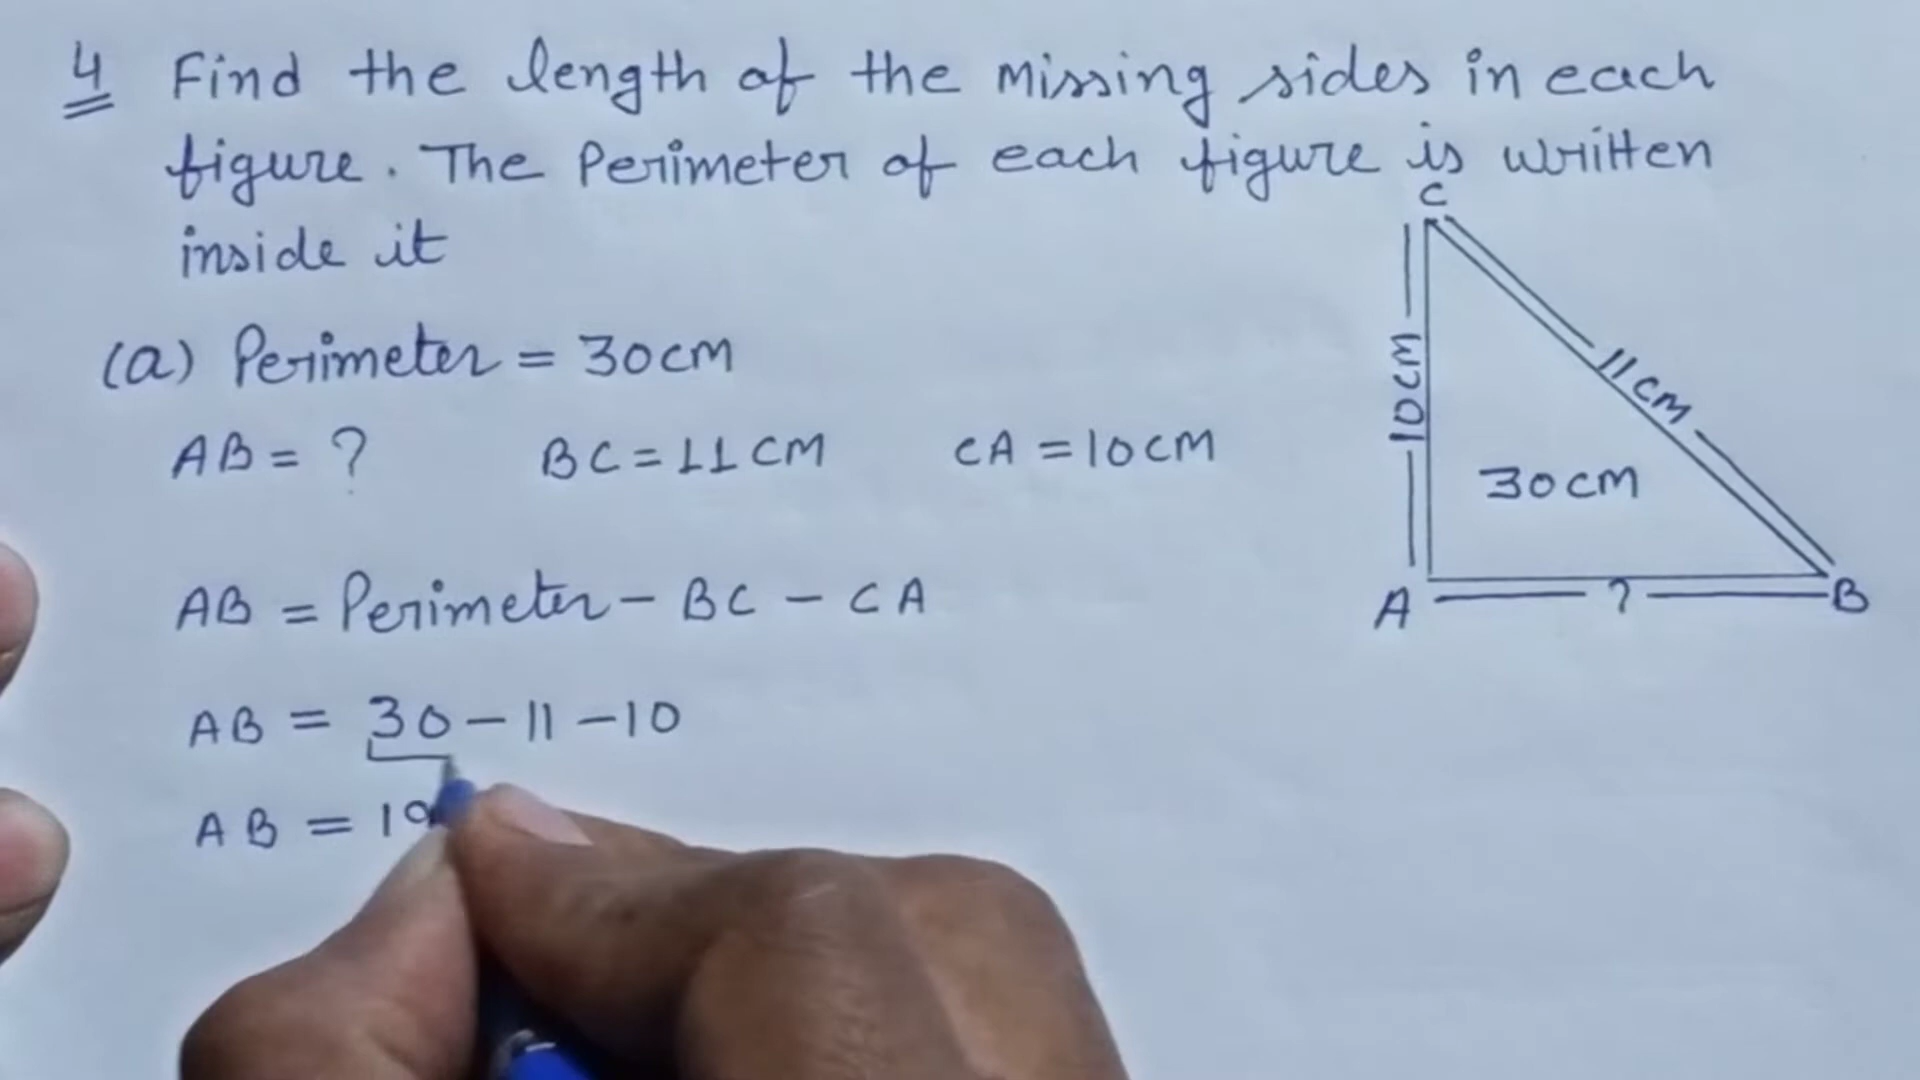 4 Find the length of the missing sides in each
figure. The Perimeter of each figure is written
inside it
(a) Perimeter = 30cm
AB = ? BC = 11 CM CA = 10CM
AB = Perimeter - BC - CA
AB = 30 - 11 - 10
AB = 19
C
10CM
11CM
30CM
A ? B